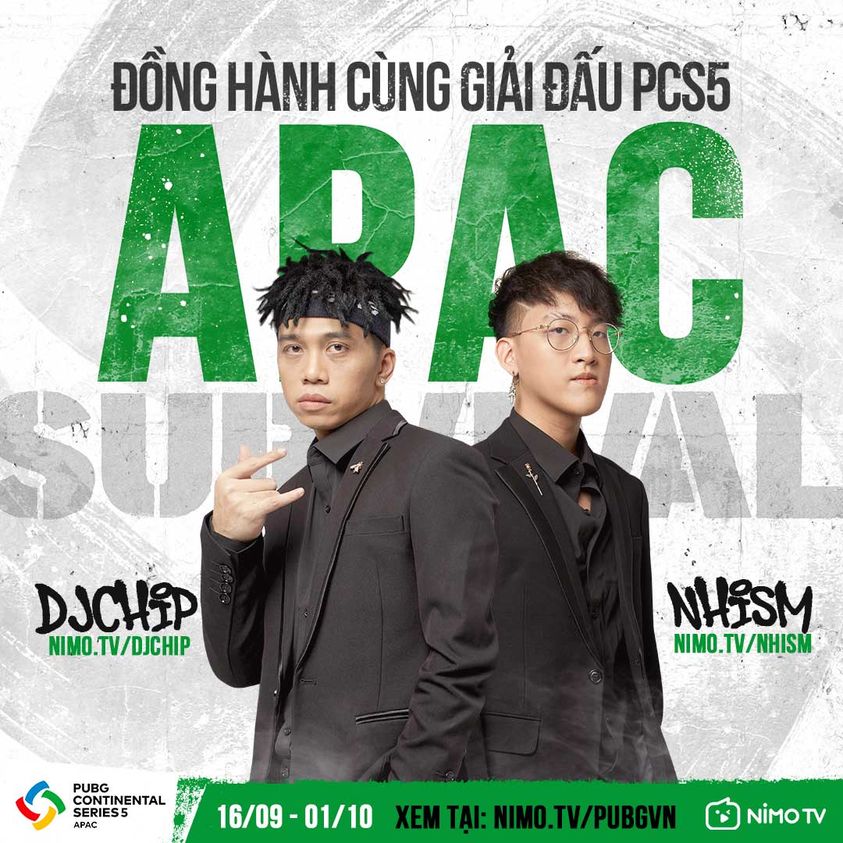 ĐỒNG HÀNH CÙNG GIẢI ĐẤU PCS5
APAC
DJCHIP
NIMO.TV/DJCHIP
NHISM
NIMO.TV/NHISM
PUBG
CONTINENTAL
SERIES 5
APAC
16/09 - 01/10
XEM TẠI: NIMO.TV/PUBGVN
NIMO TV